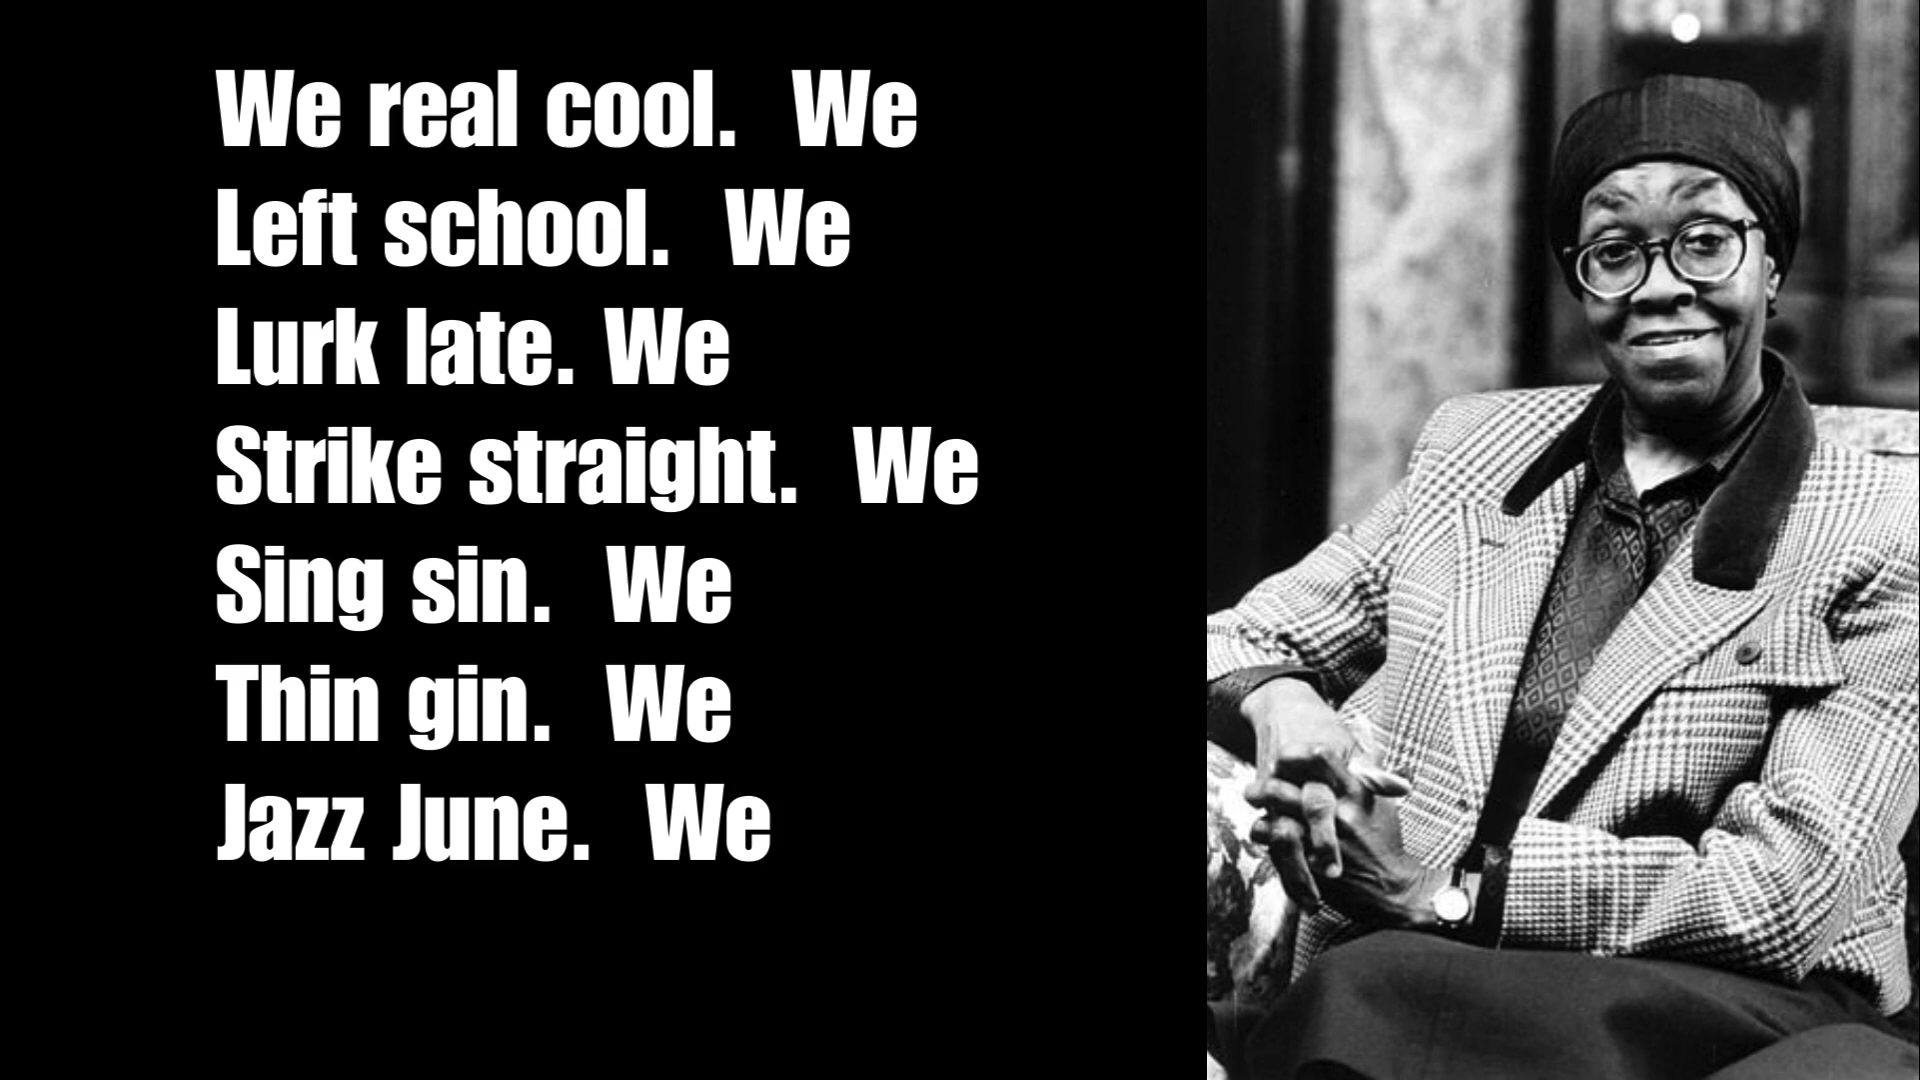 We real cool. We
Left school. We
Lurk late. We
Strike straight. We
Sing sin. We
Thin gin. We
Jazz June. We